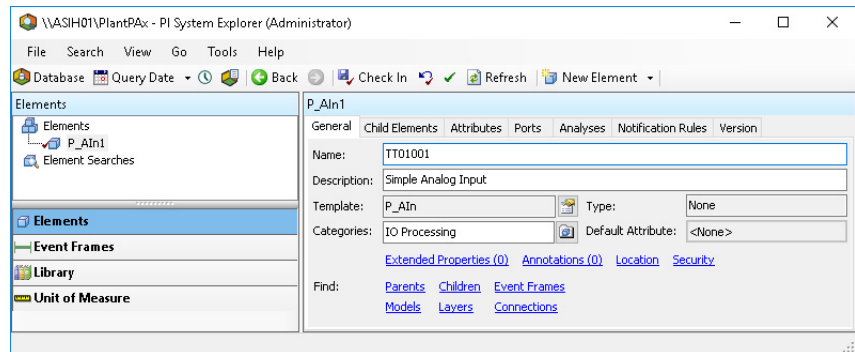 \\ASIH01\PlantPAx - PI System Explorer (Administrator)
File Search View Go Tools Help
Database Query Date Back Check In Refresh New Element
Elements
Elements
P_AIn1
Element Searches
Elements
Event Frames
Library
Unit of Measure
P_AIn1
General Child Elements Attributes Ports Analyses Notification Rules Version
Name: TT01001
Description: Simple Analog Input
Template: P_AIn Type: None
Categories: IO Processing Default Attribute: <None>
Extended Properties (0) Annotations (0) Location Security
Find: Parents Children Event Frames
Models Layers Connections